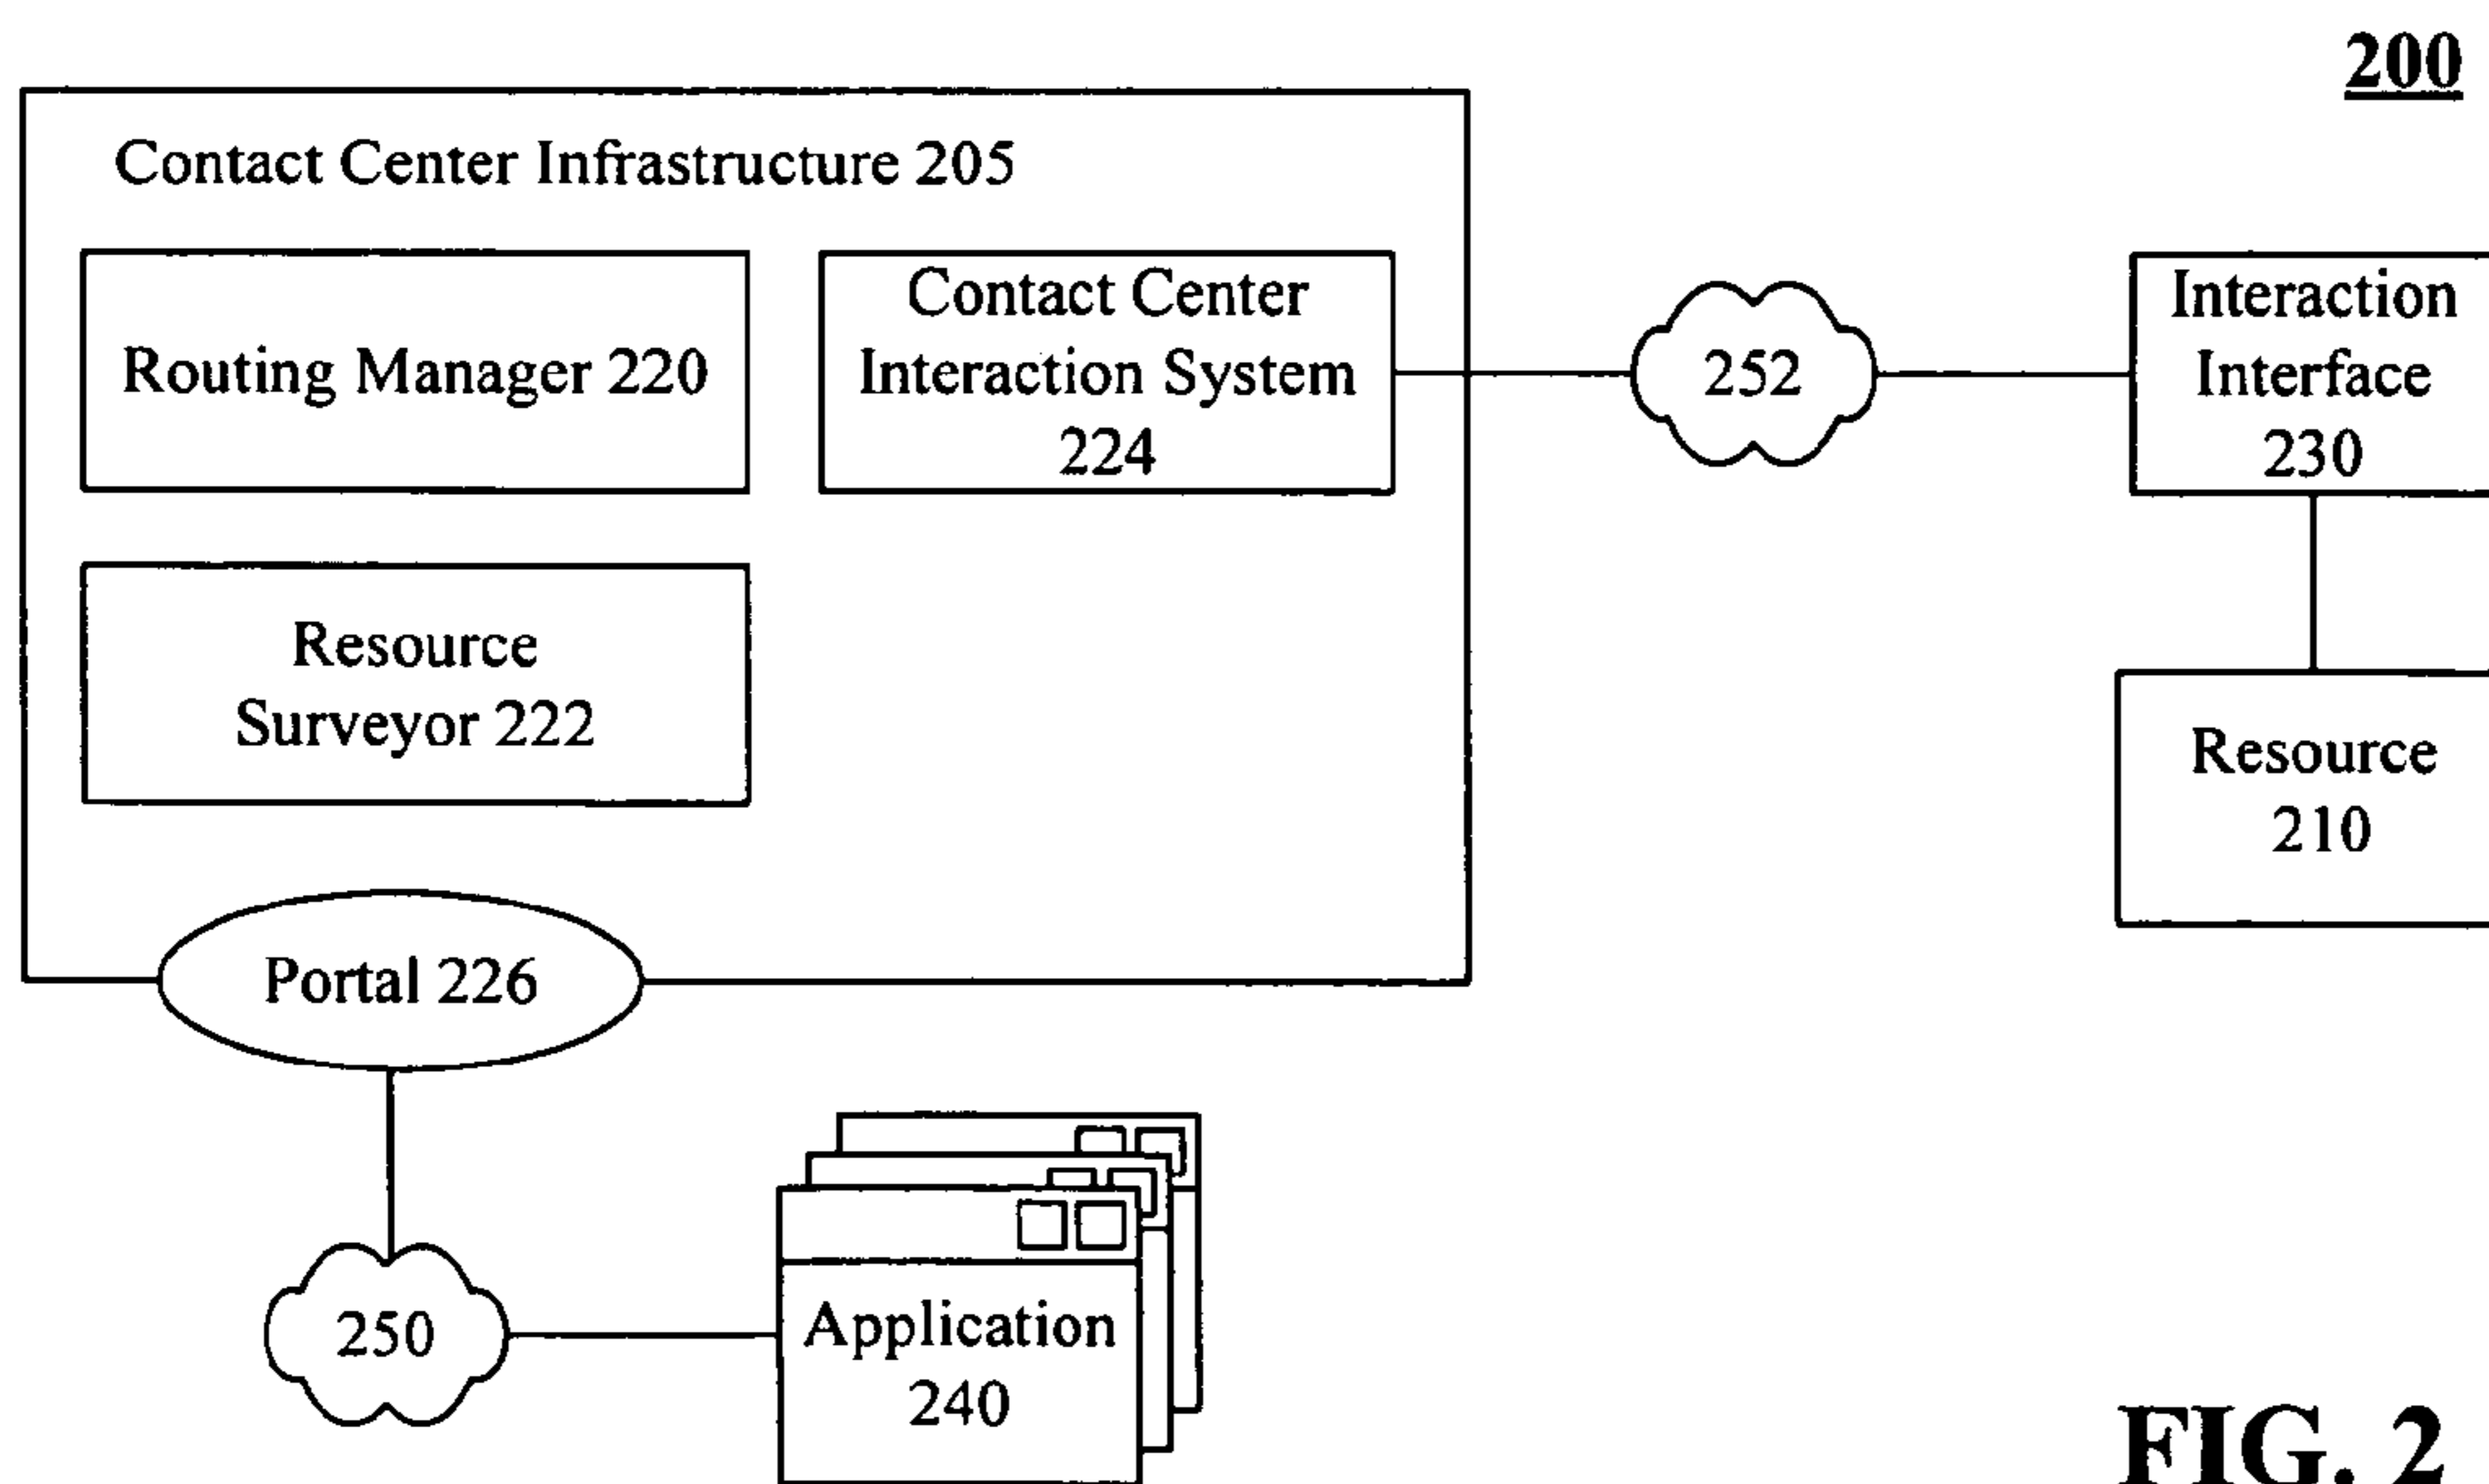 200
Contact Center Infrastructure 205
Routing Manager 220
Contact Center
Interaction System
224
252
Interaction
Interface
230
Resource
Surveyor 222
Resource
210
Portal 226
250
Application
240
FIG. 2